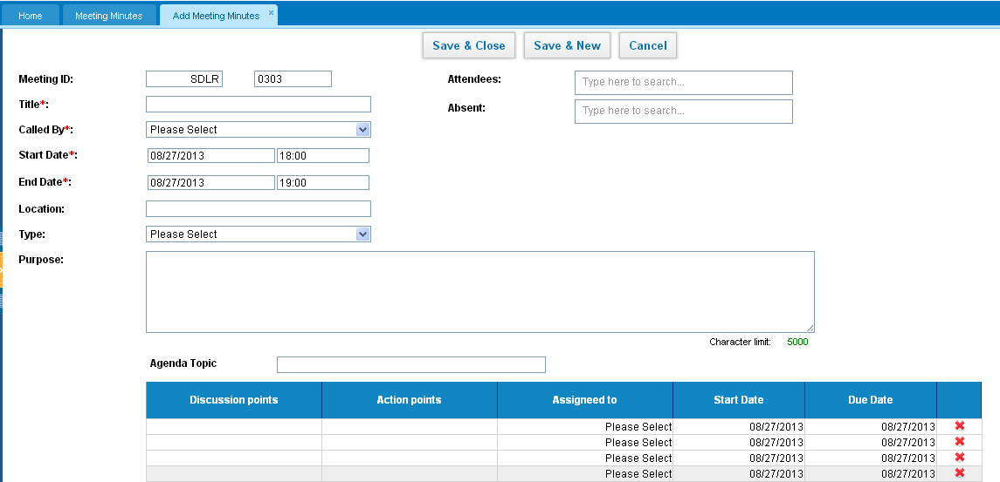 Home Meeting Minutes Add Meeting Minutes ×
Save & Close Save & New Cancel
Meeting ID: SDLR 0303 Attendees: Type here to search...
Title*: Absent: Type here to search...
Called By*: Please Select
Start Date*: 08/27/2013 18:00
End Date*: 08/27/2013 19:00
Location:
Type: Please Select
Purpose:
Character limit: 5000
Agenda Topic
Discussion points Action points Assigneed to Start Date Due Date
Please Select 08/27/2013 08/27/2013
Please Select 08/27/2013 08/27/2013
Please Select 08/27/2013 08/27/2013
Please Select 08/27/2013 08/27/2013